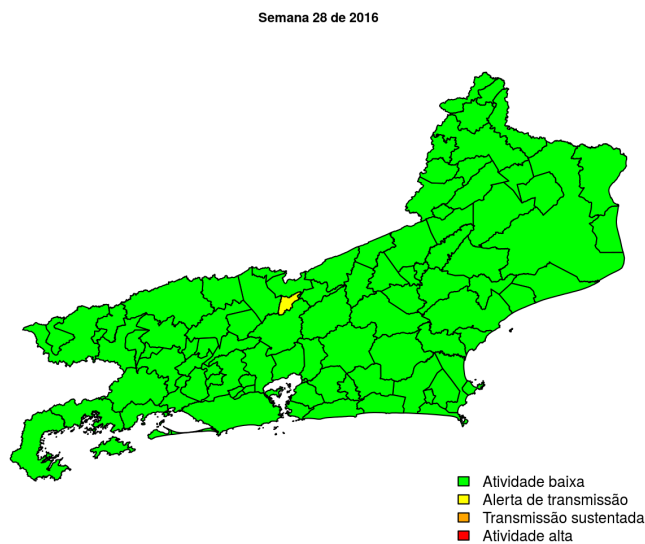 Semana 28 de 2016
Atividade baixa
Alerta de transmissão
Transmissão sustentada
Atividade alta